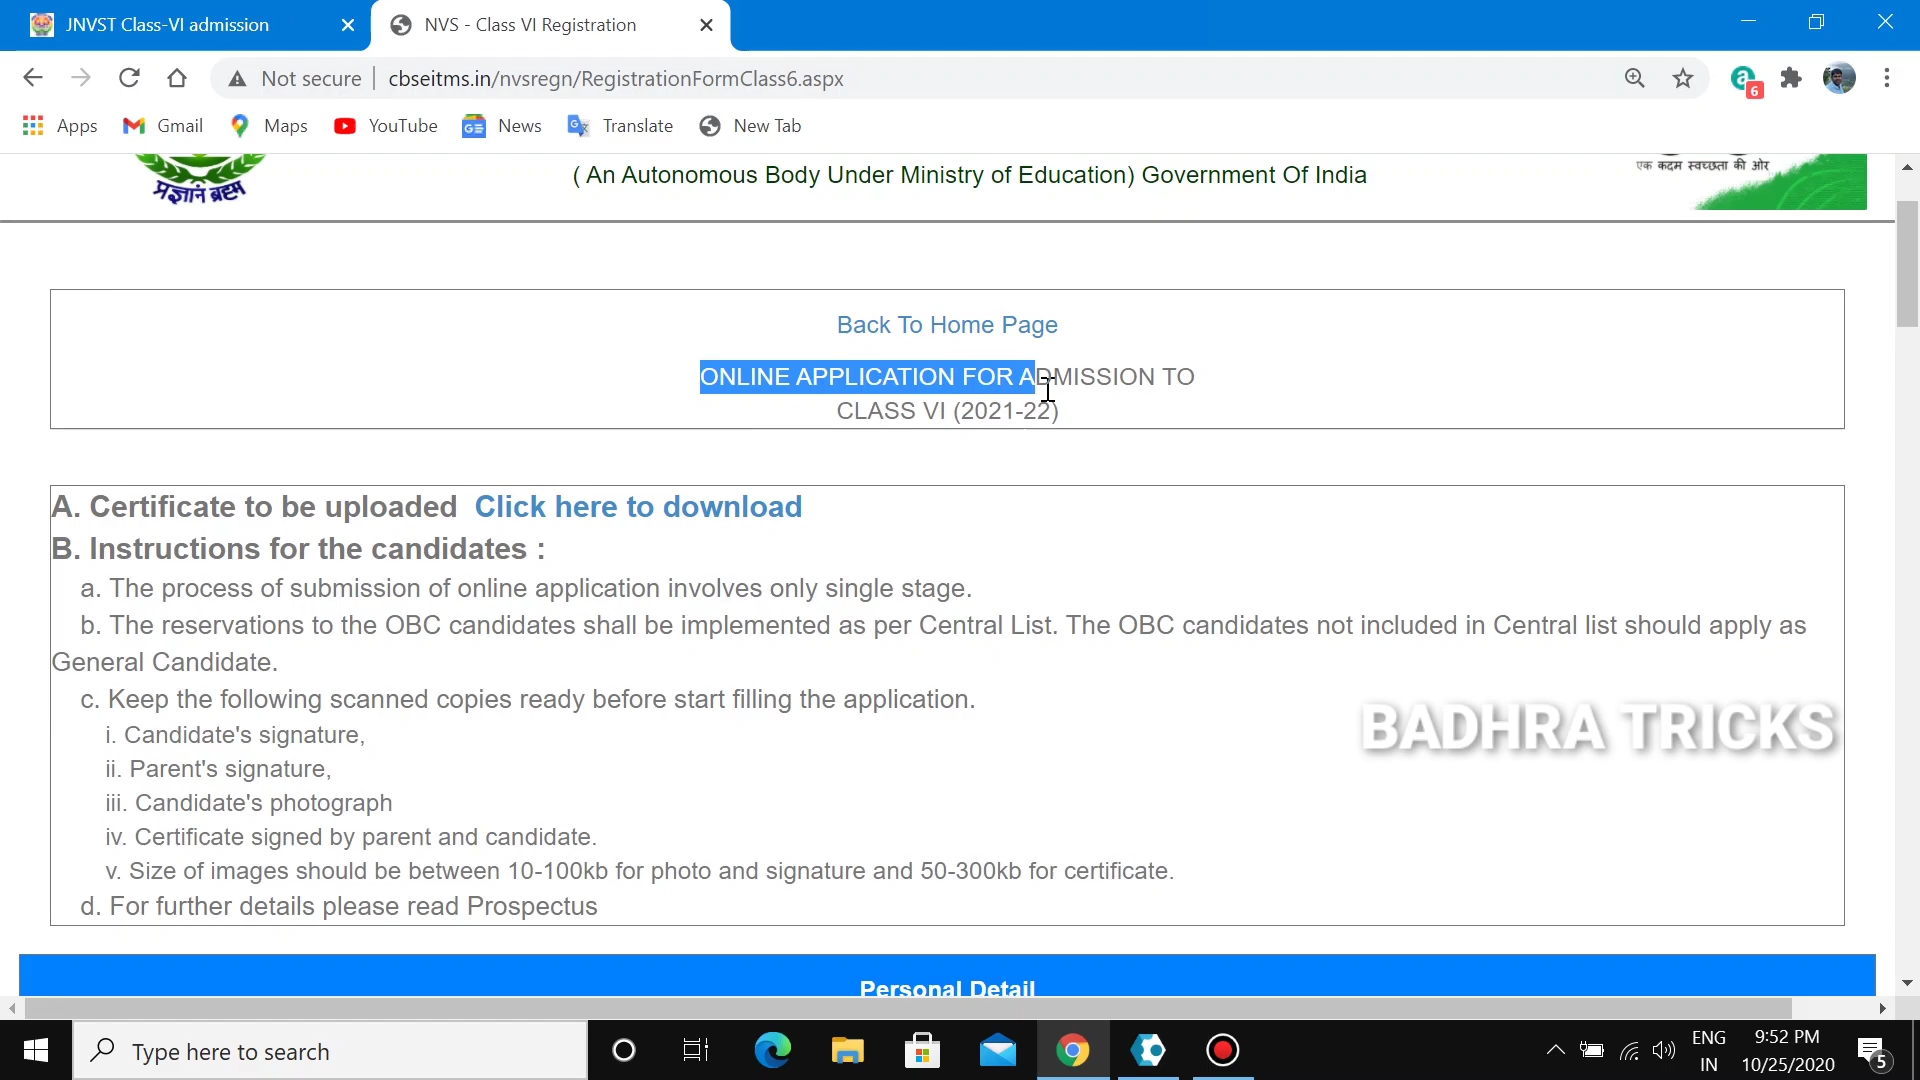 JNVST Class-VI admission
NVS - Class VI Registration
Not secure
cbseitms.in/nvsregn/RegistrationFormClass6.aspx
6
Apps
Gmail
Maps
YouTube
News
Translate
New Tab
प्रज्ञानं ब्रह्म
( An Autonomous Body Under Ministry of Education) Government Of India
एक कदम स्वच्छता की ओर
Back To Home Page
ONLINE APPLICATION FOR ADMISSION TO
CLASS VI (2021-22)
A. Certificate to be uploaded Click here to download
B. Instructions for the candidates :
a. The process of submission of online application involves only single stage.
b. The reservations to the OBC candidates shall be implemented as per Central List. The OBC candidates not included in Central list should apply as
General Candidate.
c. Keep the following scanned copies ready before start filling the application.
i. Candidate's signature,
ii. Parent's signature,
iii. Candidate's photograph
iv. Certificate signed by parent and candidate.
v. Size of images should be between 10-100kb for photo and signature and 50-300kb for certificate.
d. For further details please read Prospectus
BADHRA TRICKS
Personal Detail
Type here to search
ENG
IN
9:52 PM
10/25/2020
5